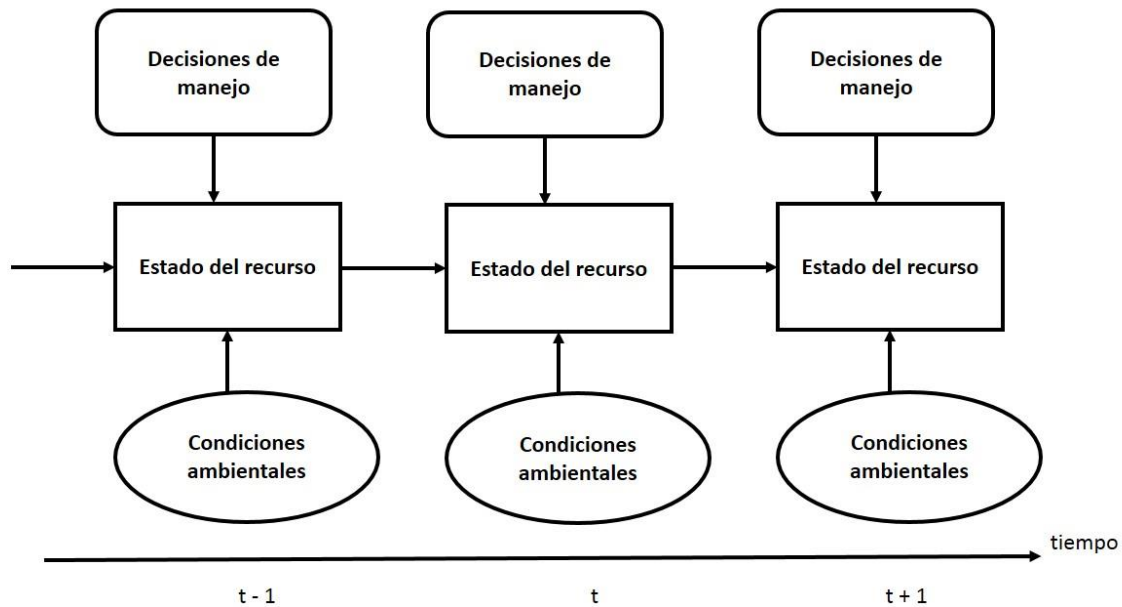 Decisiones de
manejo
Decisiones de
manejo
Decisiones de
manejo
Estado del recurso
Estado del recurso
Estado del recurso
Condiciones
ambientales
Condiciones
ambientales
Condiciones
ambientales
tiempo
t - 1
t
t + 1